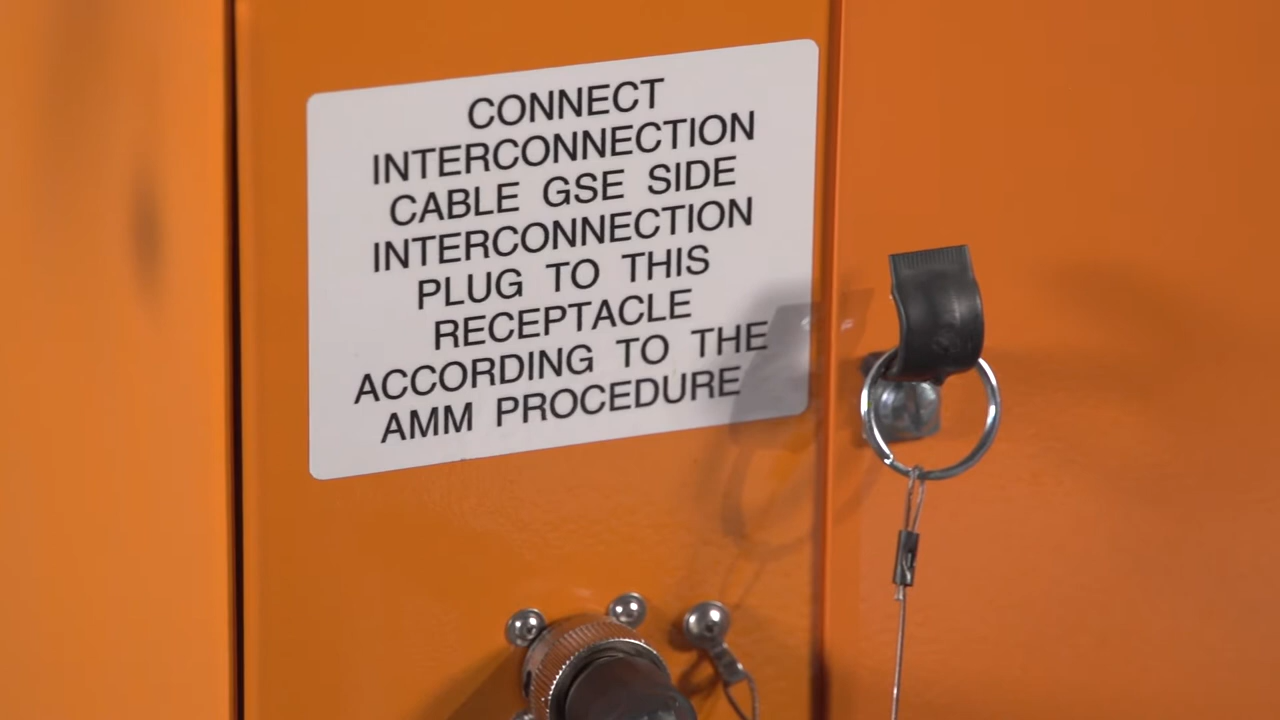 CONNECT
INTERCONNECTION
CABLE GSE SIDE
INTERCONNECTION
PLUG TO THIS
RECEPTACLE
ACCORDING TO THE
AMM PROCEDURE